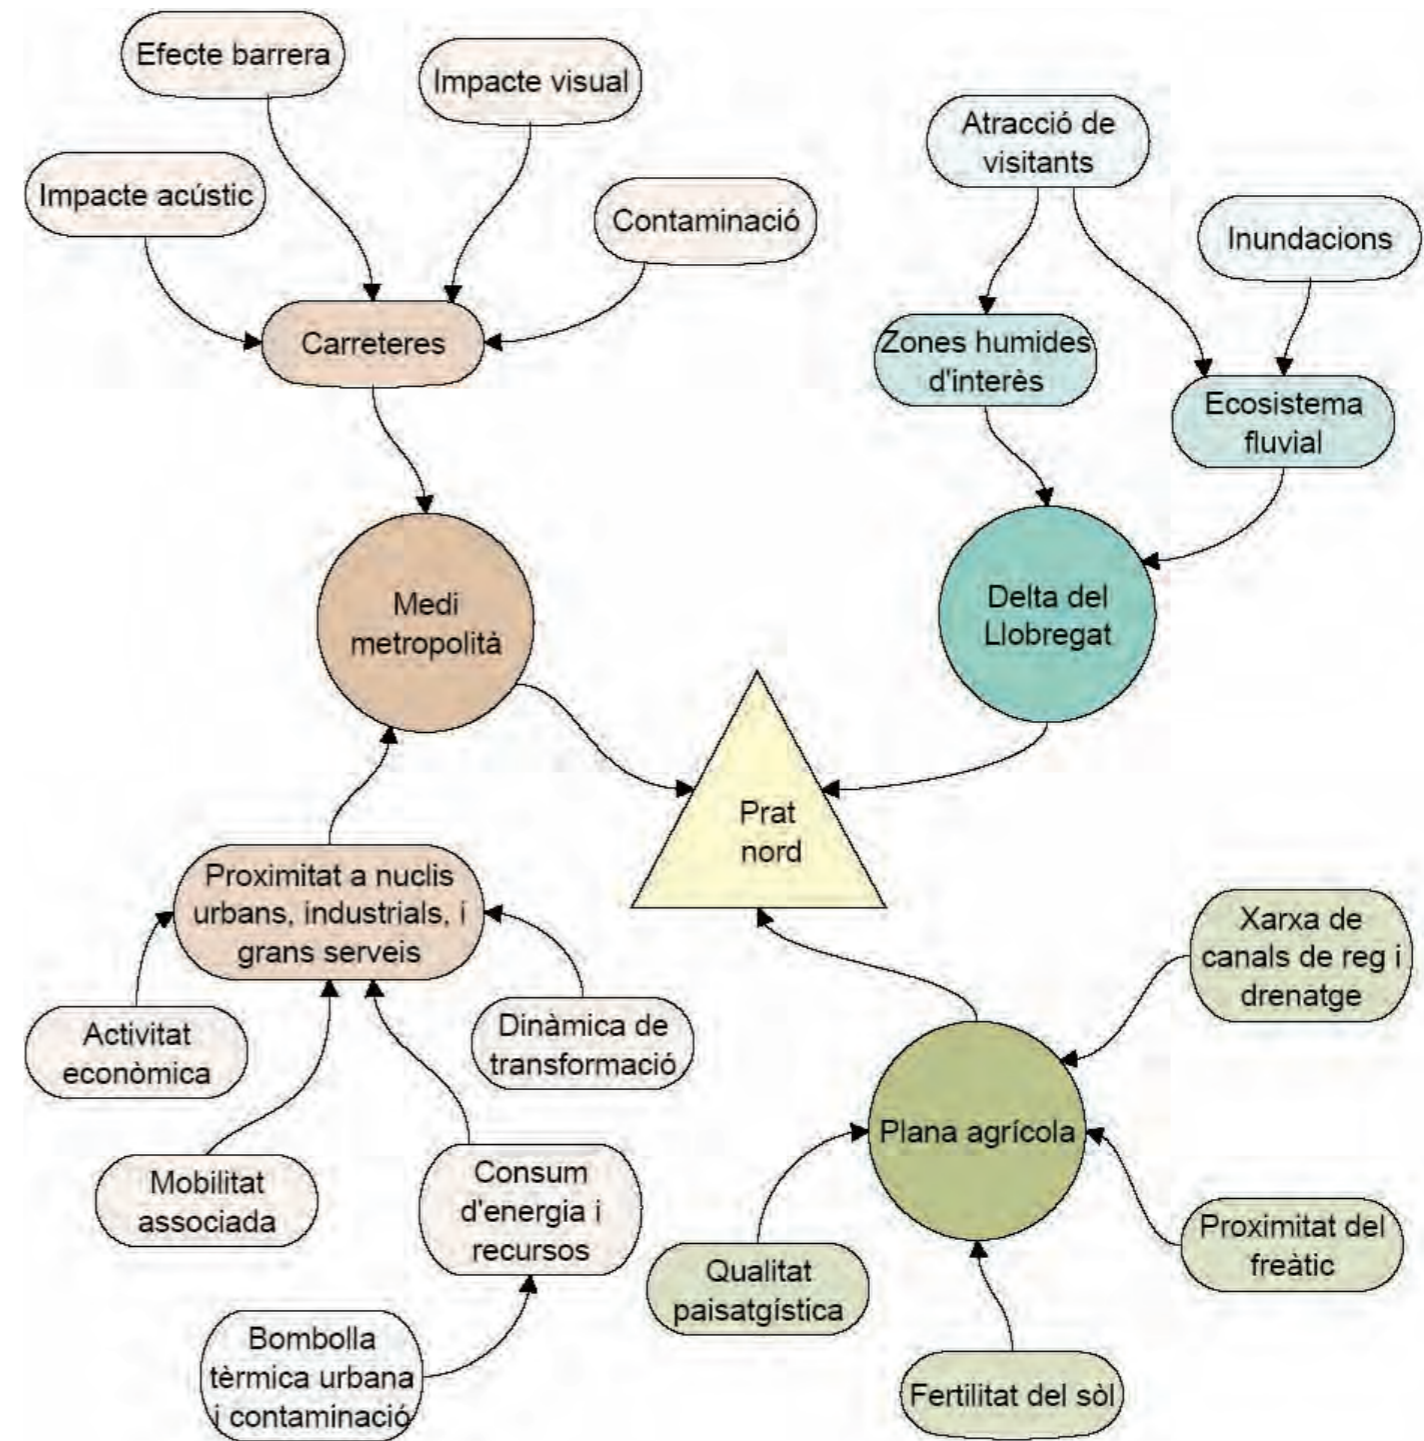 Efecte barrera
Impacte visual
Impacte acústic
Contaminació
Carreteres
Atracció de
visitants
Inundacions
Zones humides
d'interès
Ecosistema
fluvial
Medi
metropolità
Delta del
Llobregat
Prat
nord
Proximitat a nuclis
urbans, industrials, i
grans serveis
Activitat
econòmica
Dinàmica de
transformació
Mobilitat
associada
Consum
d'energia i
recursos
Bombolla
tèrmica urbana
i contaminació
Xarxa de
canals de reg i
drenatge
Plana agrícola
Qualitat
paisatgística
Proximitat del
freàtic
Fertilitat del sòl